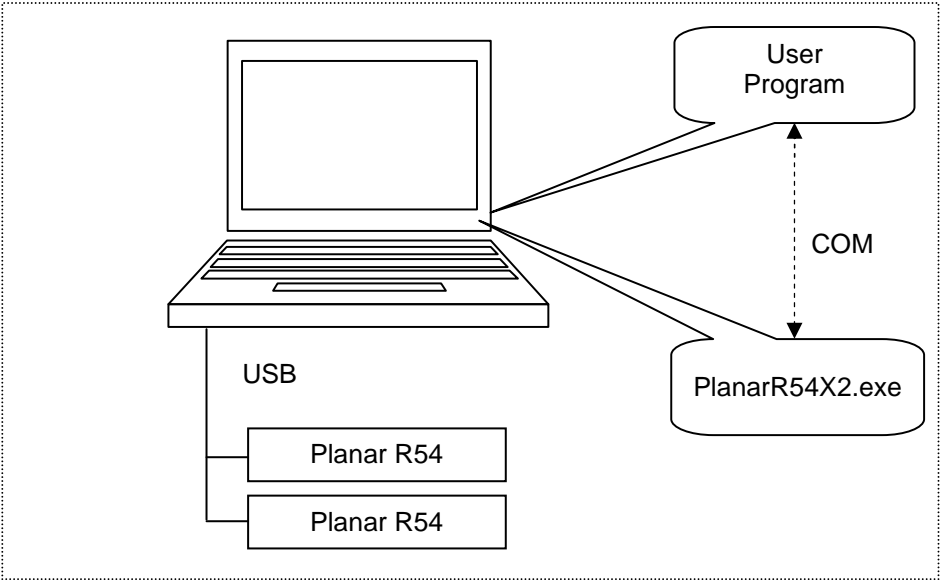 User
Program
COM
PlanarR54X2.exe
USB
Planar R54
Planar R54